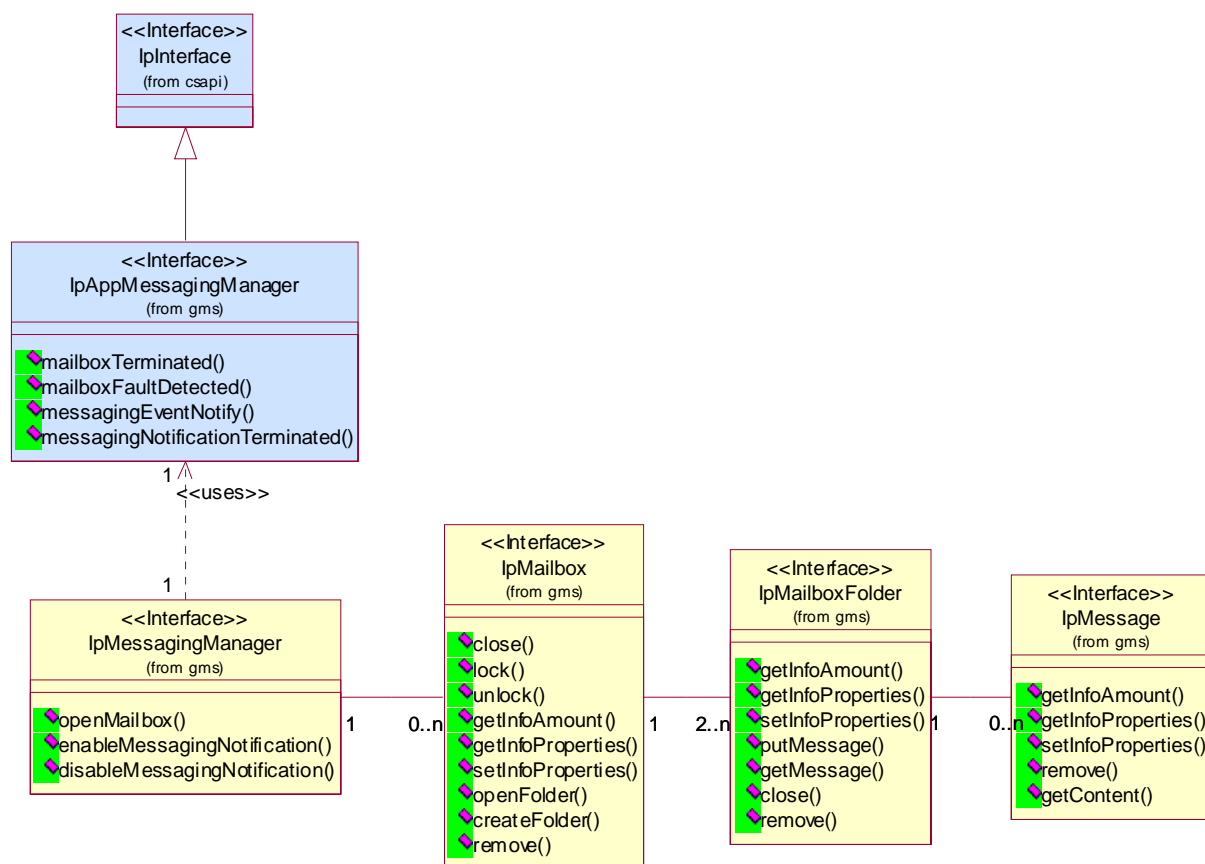 <<Interface>>
IpInterface
(from csapi)
<<Interface>>
IpAppMessagingManager
(from gms)
mailboxTerminated()
mailboxFaultDetected()
messagingEventNotify()
messagingNotificationTerminated()
1
<<uses>>
1
<<Interface>>
IpMessagingManager
(from gms)
openMailbox()
enableMessagingNotification()
disableMessagingNotification()
1
0..n
<<Interface>>
IpMailbox
(from gms)
close()
lock()
unlock()
getInfoAmount()
getInfoProperties()
setInfoProperties()
openFolder()
createFolder()
remove()
1
2..n
<<Interface>>
IpMailboxFolder
(from gms)
getInfoAmount()
getInfoProperties()
setInfoProperties()
putMessage()
getMessage()
close()
remove()
1
0..n
<<Interface>>
IpMessage
(from gms)
getInfoAmount()
getInfoProperties()
setInfoProperties()
remove()
getContent()